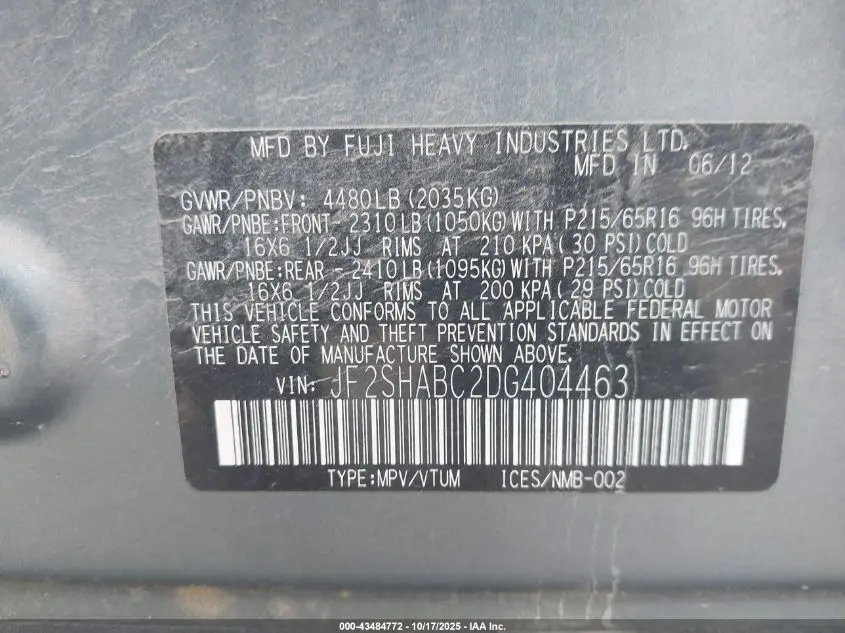 MFD BY FUJI HEAVY INDUSTRIES LTD.
MFD IN 06/12
GVWR/PNBV: 4480LB(2035KG)
GAWR/PNBE:FRONT- 2310LB(1050KG)WITH P215/65R16 96H TIRES,
16X6 1/2JJ RIMS AT 210 KPA(30 PSI)COLD
GAWR/PNBE:REAR -2410LB(1095KG)WITH P215/65R16 96H TIRES,
16X6 1/2JJ RIMS AT 200 KPA(29 PSI)COLD
THIS VEHICLE CONFORMS TO ALL APPLICABLE FEDERAL MOTOR
VEHICLE SAFETY AND THEFT PREVENTION STANDARDS IN EFFECT ON
THE DATE OF MANUFACTURE SHOWN ABOVE.
VIN: JF2SHABC2DG404463
TYPE:MPV/VTUM ICES/NMB-002
000-43484772 - 10/17/2025 - IAA Inc.